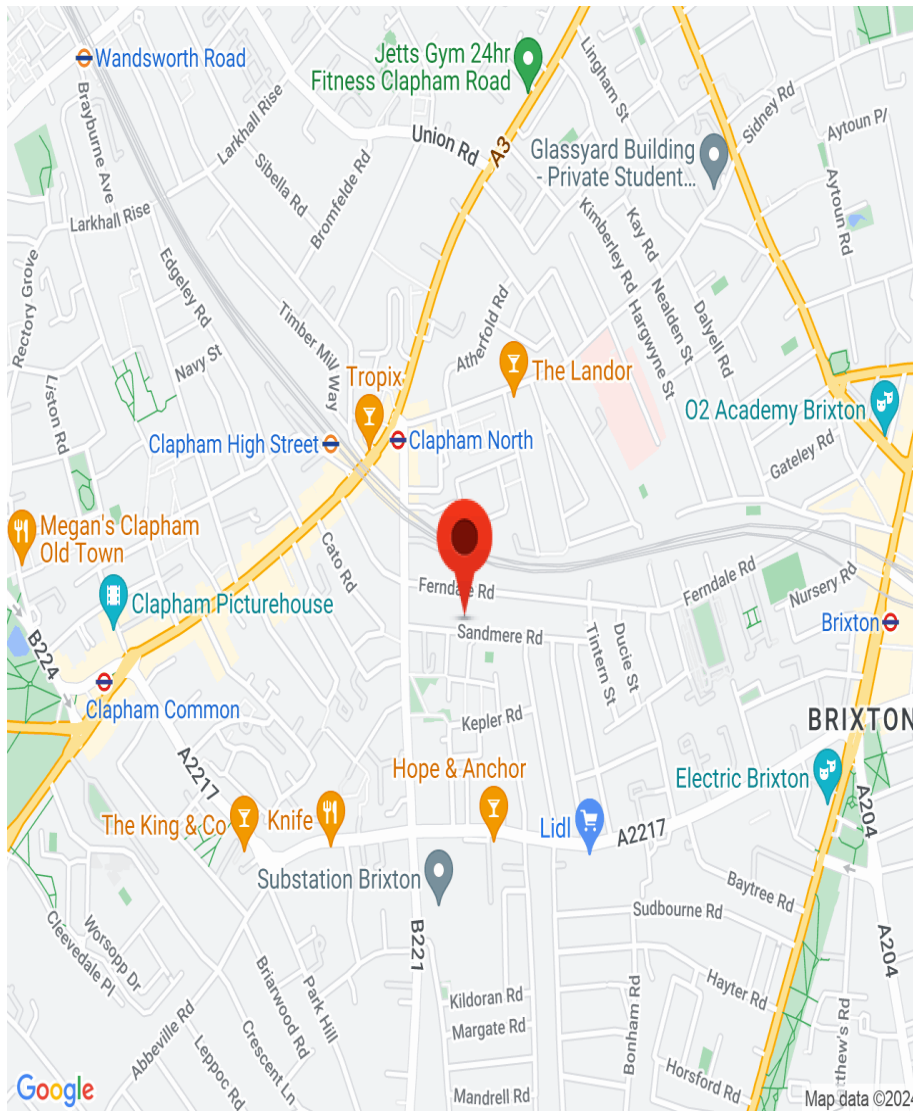 Wandsworth Road
Jetts Gym 24hr
Fitness Clapham Road
Lingham St
Sidney Rd
Brayburne Ave
Larkhall Rise
Union Rd
A3
Aytoun Pl
Glassyard Building
- Private Student...
Sibella Rd
Bromfelde Rd
Larkhall Rise
Aytoun Rd
Kimberley Rd
Kay Rd
Rectory Grove
Edgeley Rd
Nealden St
Dalyell Rd
Hargwyne St
Timber Mill Way
Atherfold Rd
Navy St
Tropix
The Landor
Liston Rd
O2 Academy Brixton
Clapham High Street
Clapham North
Gateley Rd
Megan's Clapham
Old Town
Cato Rd
Ferndale Rd
Ferndale Rd
Nursery Rd
Clapham Picturehouse
Sandmere Rd
Brixton
B224
Tintern St
Ducie St
Clapham Common
Kepler Rd
BRIXTON
A2217
Hope & Anchor
Electric Brixton
The King & Co
Knife
Lidl
A2217
A204
Substation Brixton
Baytree Rd
Sudbourne Rd
Cleevedale Pl
Worsopp Dr
B221
A204
Briarwood Rd
Park Hill
Bonham Rd
Hayter Rd
Kildoran Rd
Margate Rd
Abbeville Rd
Leppoc Rd
Crescent Ln
Mandrell Rd
Horsford Rd
tthew's Rd
Google
Map data ©2024